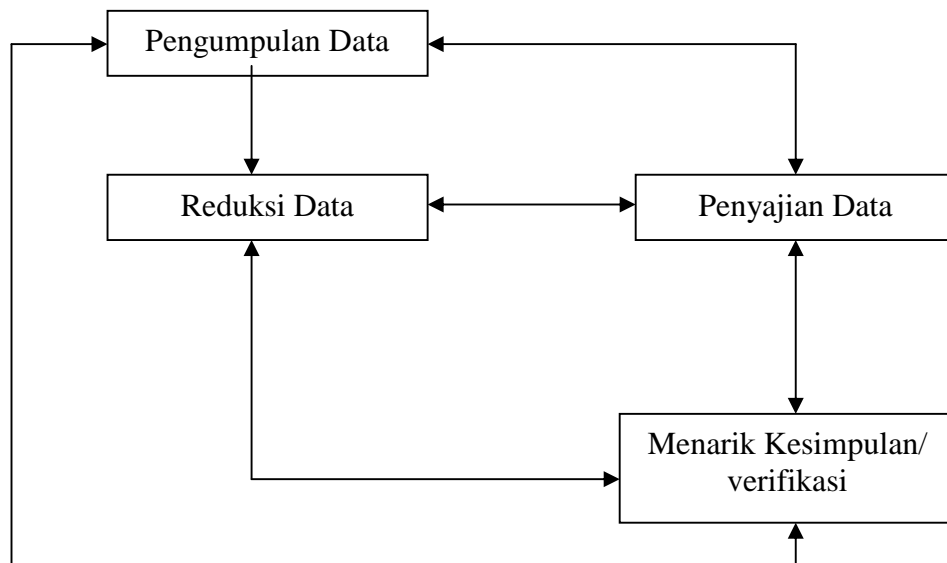 Pengumpulan Data
Reduksi Data
Penyajian Data
Menarik Kesimpulan/
verifikasi